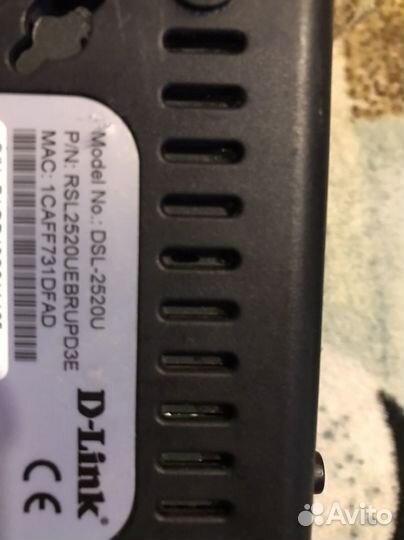 Model No.: DSL-2520U
P/N: RSL2520UEBRUPD3E
MAC: 1CAFF731DFAD
D-Link®
CE
Avito